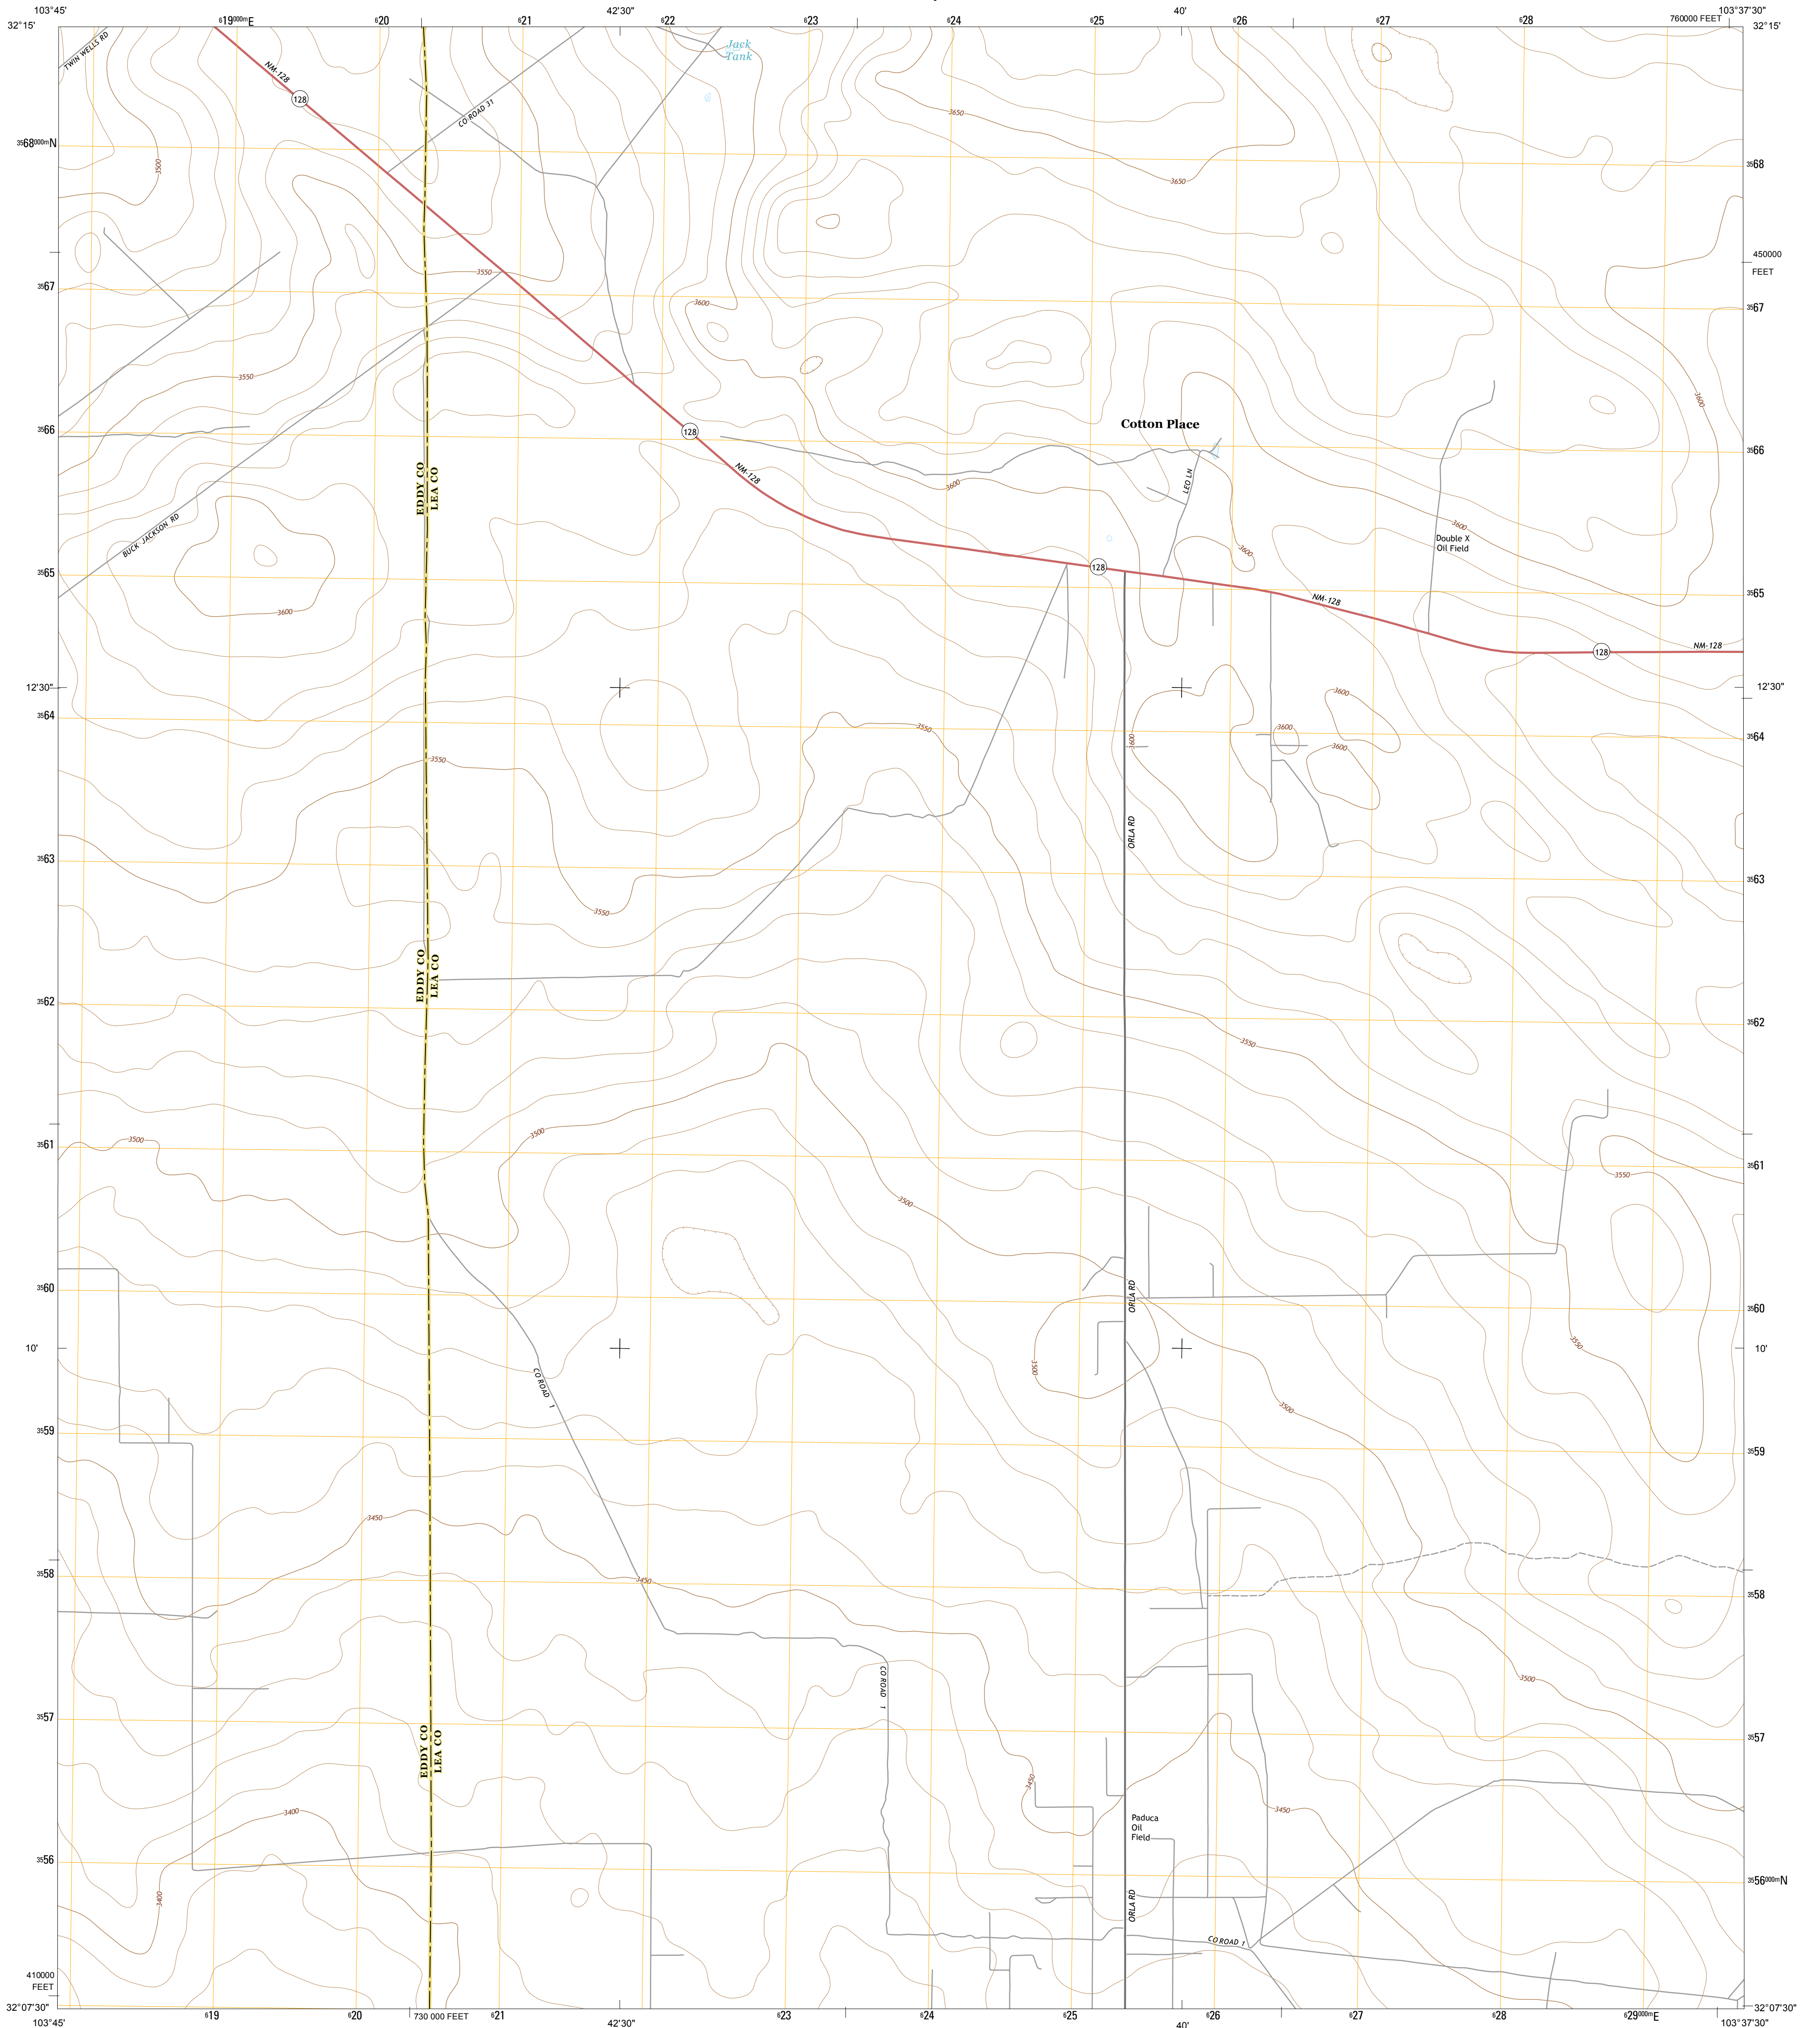 103°45'
619000mE
620
621
42'30"
622
623
624
625
40'
626
627
628
760000 FEET
103°37'30"
32°15'
32°15'
TWIN WELLS RD
NM-128
128
CO ROAD 31
Jack
Tank
3650
3650
3500
3568000mN
3568
450000
FEET
3550
3600
3567
3567
3550
3600
Cotton Place
3566
3566
128
NM-128
EDDY CO
LEA CO
3600
LEO LN
3600
Double X
Oil Field
BUCK JACKSON RD
3600
128
3565
3565
3600
NM-128
128
NM-128
12'30"
12'30"
3600
3564
3564
3550
3600
3600
3600
3550
ORLA RD
3563
3563
3550
EDDY CO
LEA CO
3562
3562
3550
3500
3500
3561
3561
3550
3500
3560
3560
ORLA RD
10'
10'
3550
3500
CO ROAD 1
3500
3559
3559
3450
3558
3558
3450
CO ROAD 1
3500
3557
3557
EDDY CO
LEA CO
3450
3400
3450
Paduca
Oil
Field
3556
3556000mN
3400
ORLA RD
CO ROAD 1
410000
FEET
32°07'30"
32°07'30"
103°45'
619
620
730 000 FEET
621
42'30"
623
624
625
40'
626
627
628
629000mE
103°37'30"